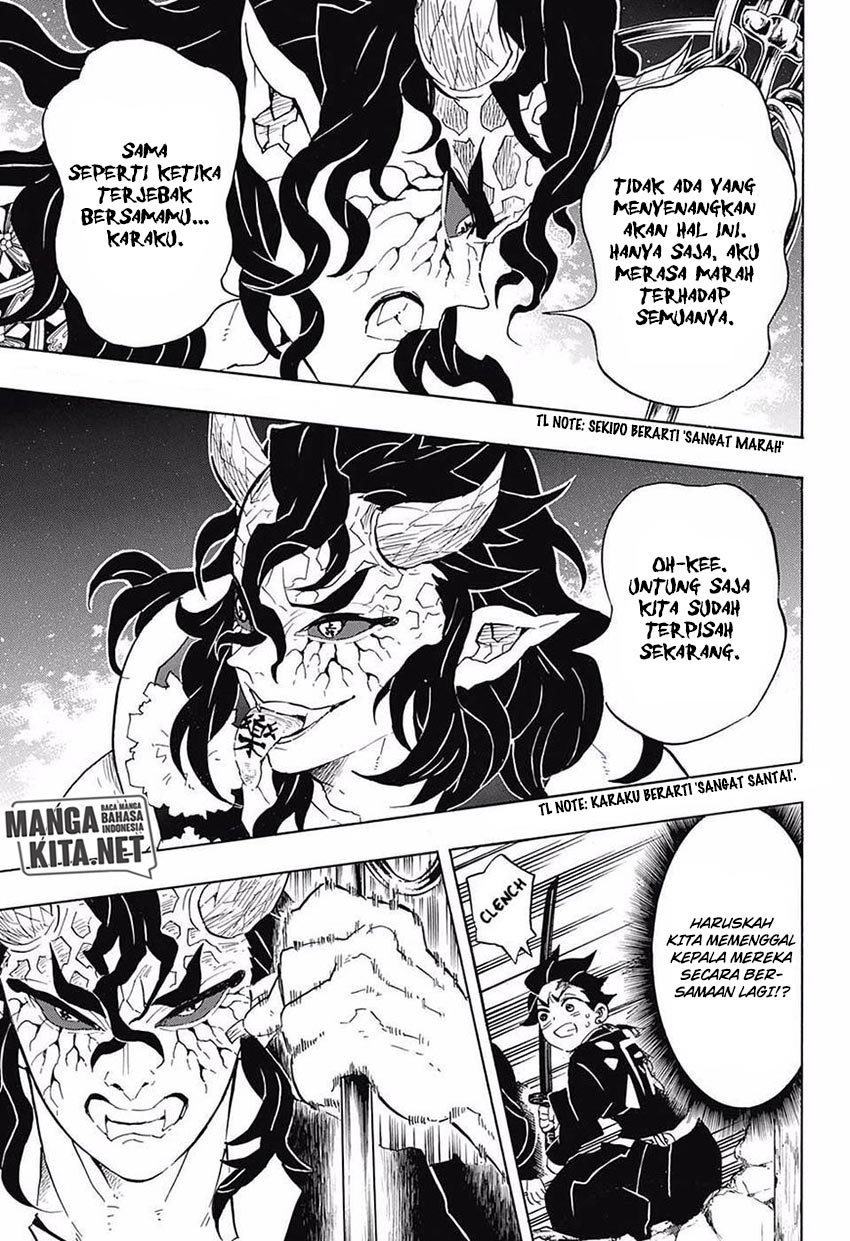 TIDAK ADA YANG
MENYENANGKAN
AKAN HAL INI.
HANYA SAJA, AKU
MERASA MARAH
TERHADAP
SEMUANYA.
SAMA
SEPERTI KETIKA
TERJEBAK
BERSAMAMU...
KARAKU.
TL NOTE: SEKIDO BERARTI 'SANGAT MARAH'
OH-KEE.
UNTUNG SAJA
KITA SUDAH
TERPISAH
SEKARANG.
楽
TL NOTE: KARAKU BERARTI 'SANGAT SANTAI'.
MANGA
KITA.NET
BACA MANGA
BAHASA
INDONESIA
CLENCH
HARUSKAH
KITA MEMENGGAL
KEPALA MEREKA
SECARA BER-
SAMAAN LAGI!?